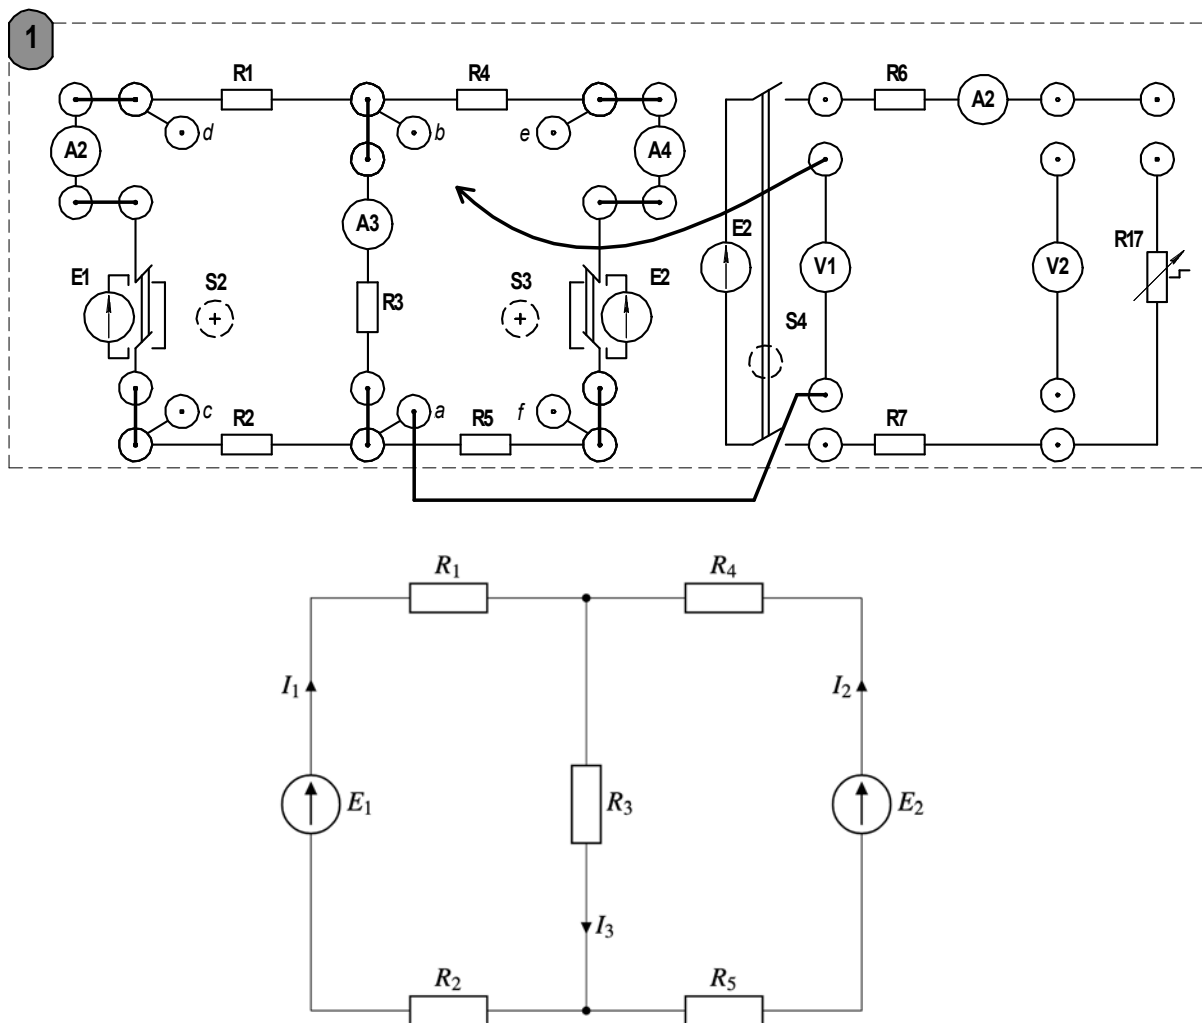 1
R1 R4 R6
A2
d b e
A2 A4
A3
E2
R17
E1 S2 R3 S3 E2 V1 V2
S4
c R2 a R5 f R7
R₁ R₄
I₁ I₂
E₁ R₃ E₂
I₃
R₂ R₅